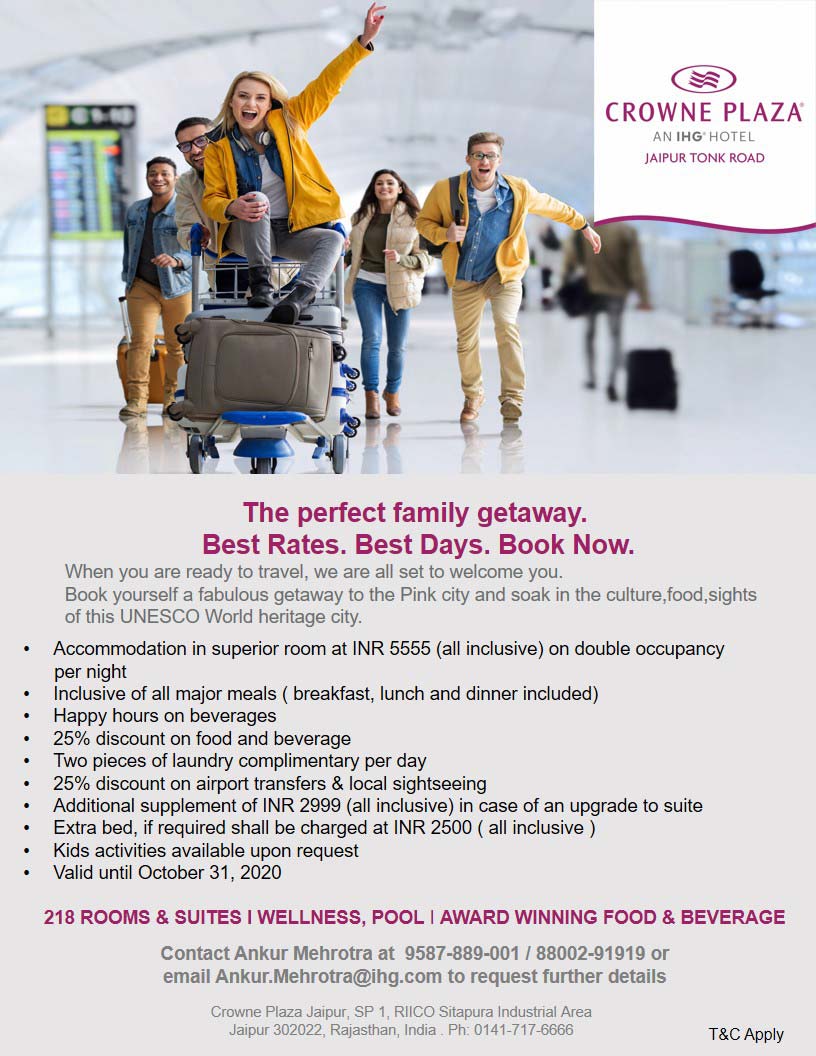 G1-10
CROWNE PLAZA®
AN IHG® HOTEL
JAIPUR TONK ROAD
The perfect family getaway.
Best Rates. Best Days. Book Now.
When you are ready to travel, we are all set to welcome you.
Book yourself a fabulous getaway to the Pink city and soak in the culture,food,sights
of this UNESCO World heritage city.
• Accommodation in superior room at INR 5555 (all inclusive) on double occupancy
per night
• Inclusive of all major meals ( breakfast, lunch and dinner included)
• Happy hours on beverages
• 25% discount on food and beverage
• Two pieces of laundry complimentary per day
• 25% discount on airport transfers & local sightseeing
• Additional supplement of INR 2999 (all inclusive) in case of an upgrade to suite
• Extra bed, if required shall be charged at INR 2500 ( all inclusive )
• Kids activities available upon request
• Valid until October 31, 2020
218 ROOMS & SUITES I WELLNESS, POOL I AWARD WINNING FOOD & BEVERAGE
Contact Ankur Mehrotra at 9587-889-001 / 88002-91919 or
email Ankur.Mehrotra@ihg.com to request further details
Crowne Plaza Jaipur, SP 1, RIICO Sitapura Industrial Area
Jaipur 302022, Rajasthan, India . Ph: 0141-717-6666
T&C Apply